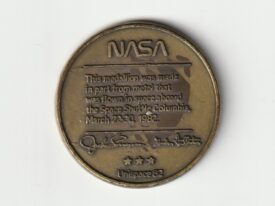 NASA
This medallion was made
in part from metal that
was flown in space aboard
the Space Shuttle Columbia,
March 22-30, 1982.
Unispace 82